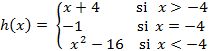 h(x) = { x + 4 si x > −4
−1 si x = −4
x² − 16 si x < −4